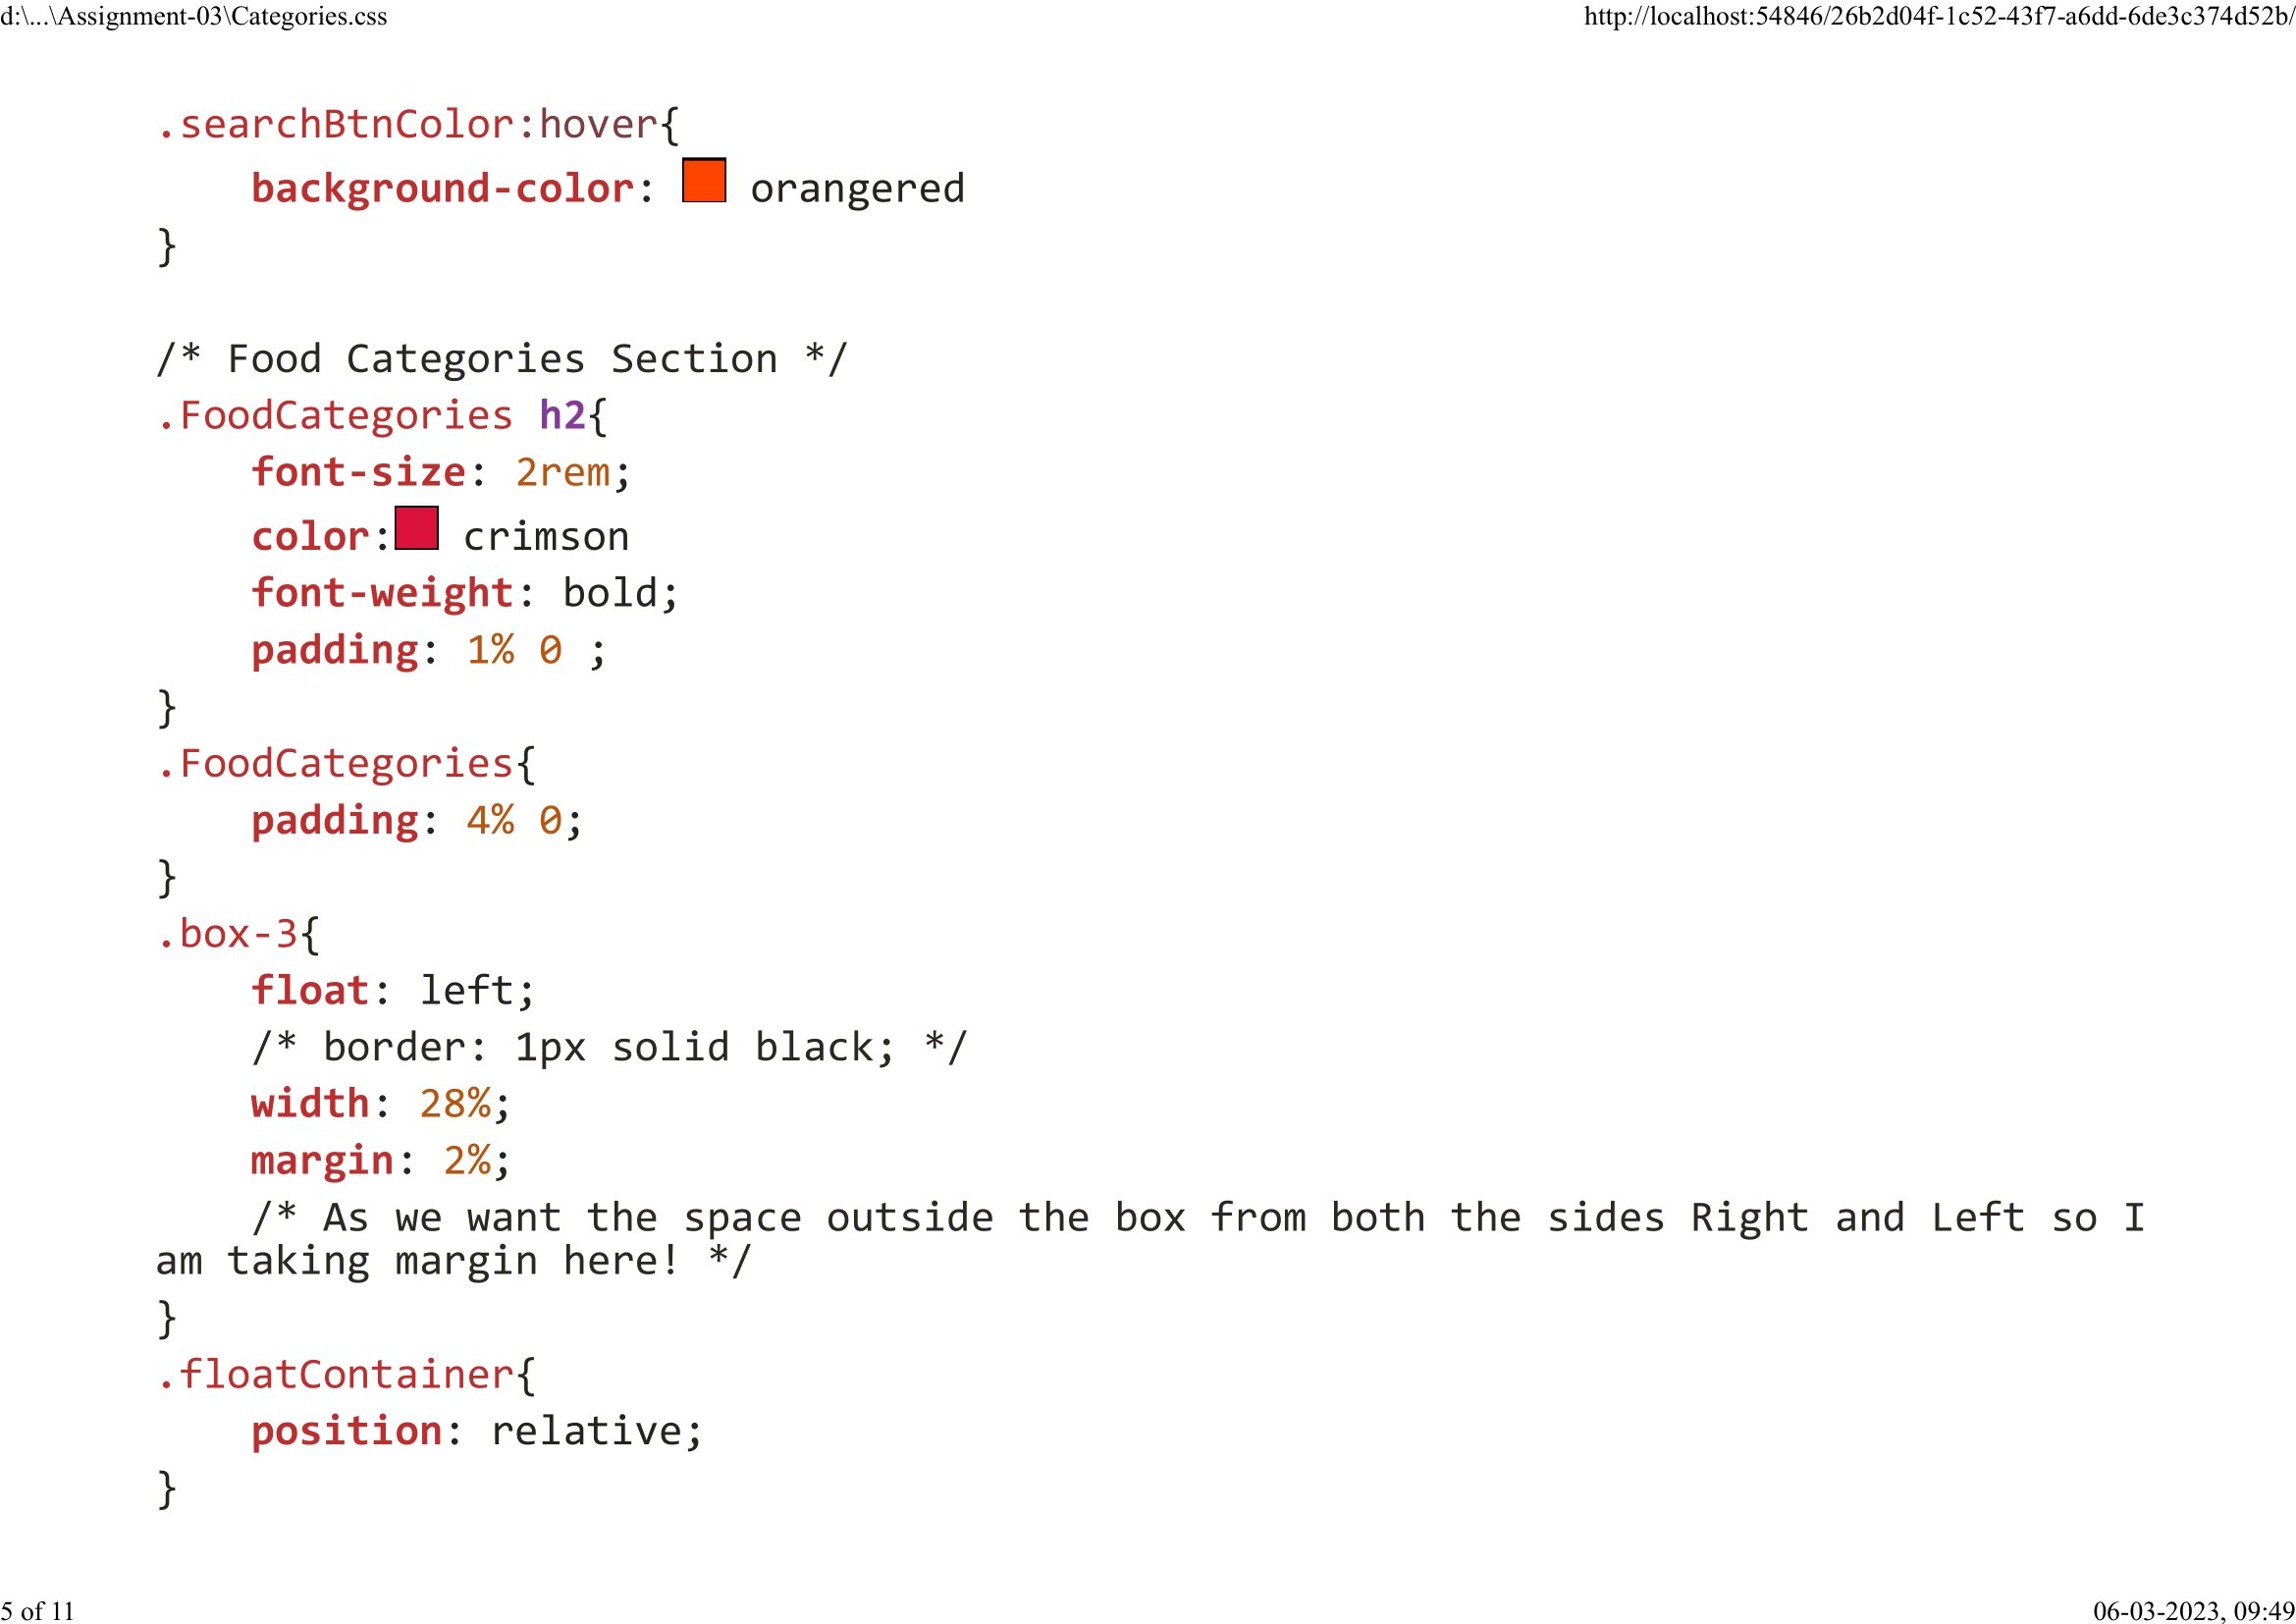 d:\...\Assignment-03\Categories.css
http://localhost:54846/26b2d04f-1c52-43f7-a6dd-6de3c374d52b/
.searchBtnColor:hover{
    background-color: orangered
}
/* Food Categories Section */
.FoodCategories h2{
    font-size: 2rem;
    color: crimson
    font-weight: bold;
    padding: 1% 0 ;
}
.FoodCategories{
    padding: 4% 0;
}
.box-3{
    float: left;
    /* border: 1px solid black; */
    width: 28%;
    margin: 2%;
    /* As we want the space outside the box from both the sides Right and Left so I
am taking margin here! */
}
.floatContainer{
    position: relative;
}
5 of 11
06-03-2023, 09:49